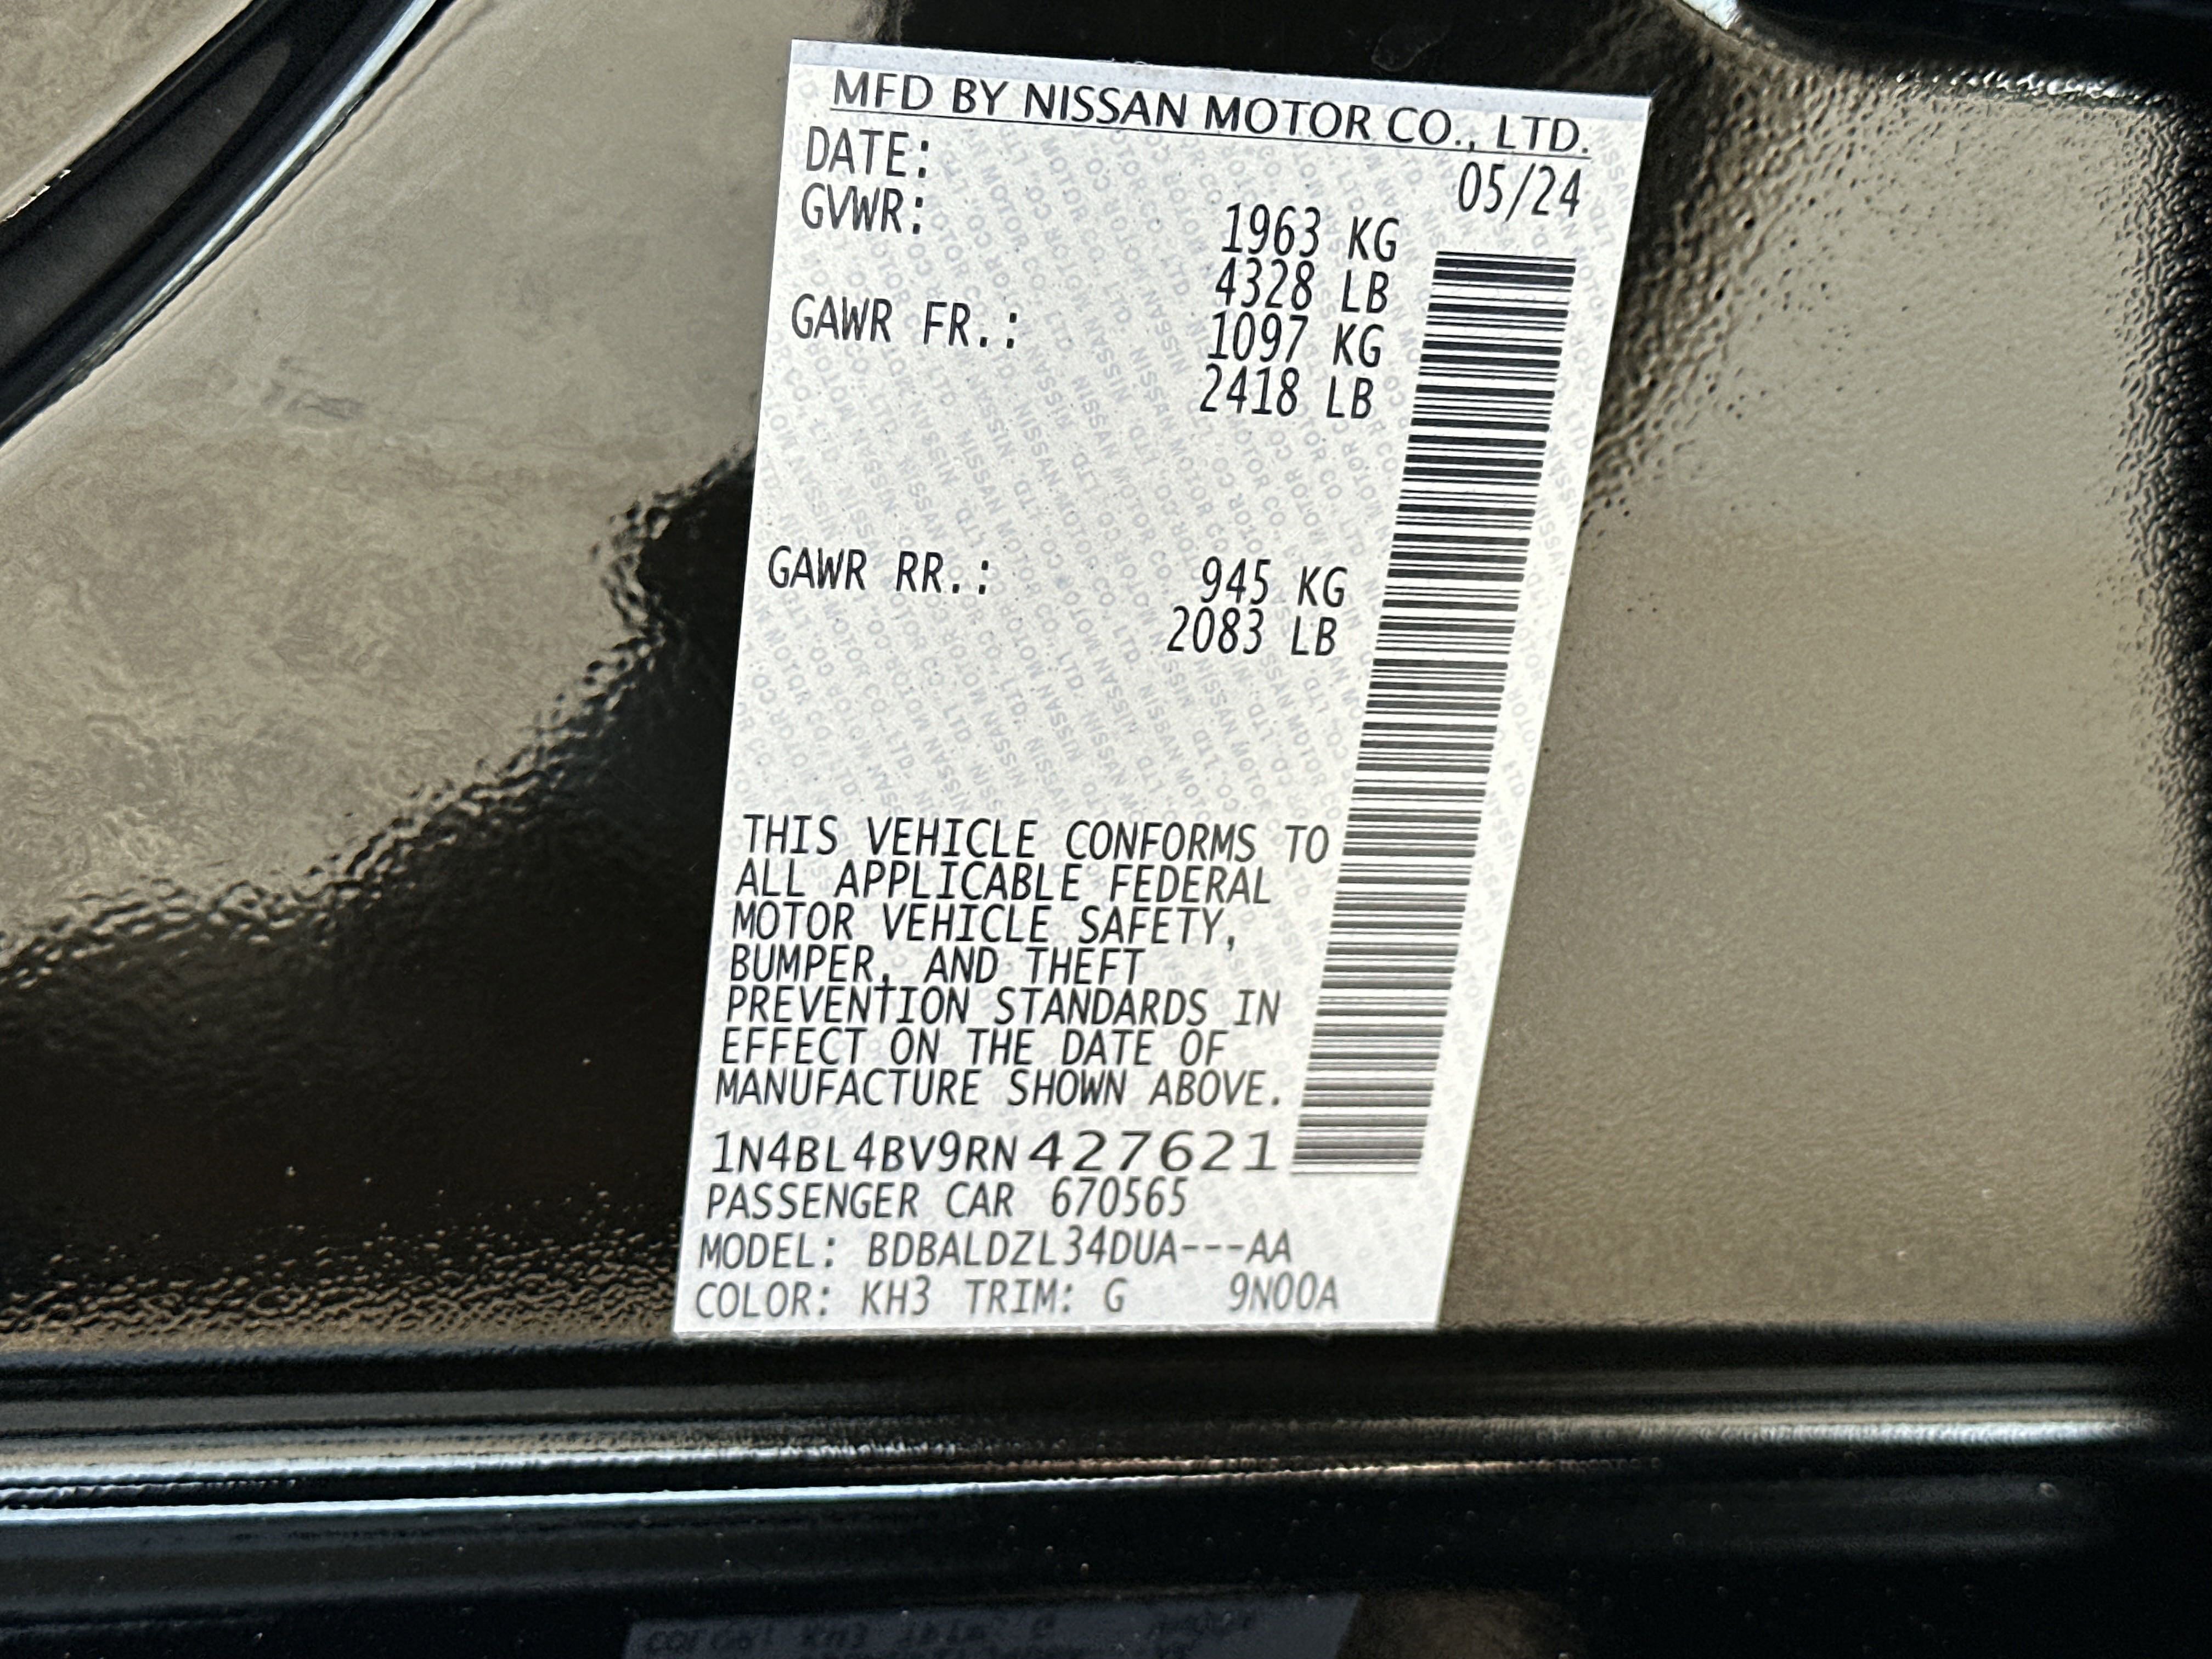 MFD BY NISSAN MOTOR CO., LTD.
DATE: 05/24
GVWR: 1963 KG
4328 LB
GAWR FR.: 1097 KG
2418 LB
GAWR RR.: 945 KG
2083 LB
THIS VEHICLE CONFORMS TO
ALL APPLICABLE FEDERAL
MOTOR VEHICLE SAFETY,
BUMPER, AND THEFT
PREVENTION STANDARDS IN
EFFECT ON THE DATE OF
MANUFACTURE SHOWN ABOVE.
1N4BL4BV9RN427621
PASSENGER CAR 670565
MODEL: BDBALDZL34DUA---AA
COLOR: KH3 TRIM: G 9N00A